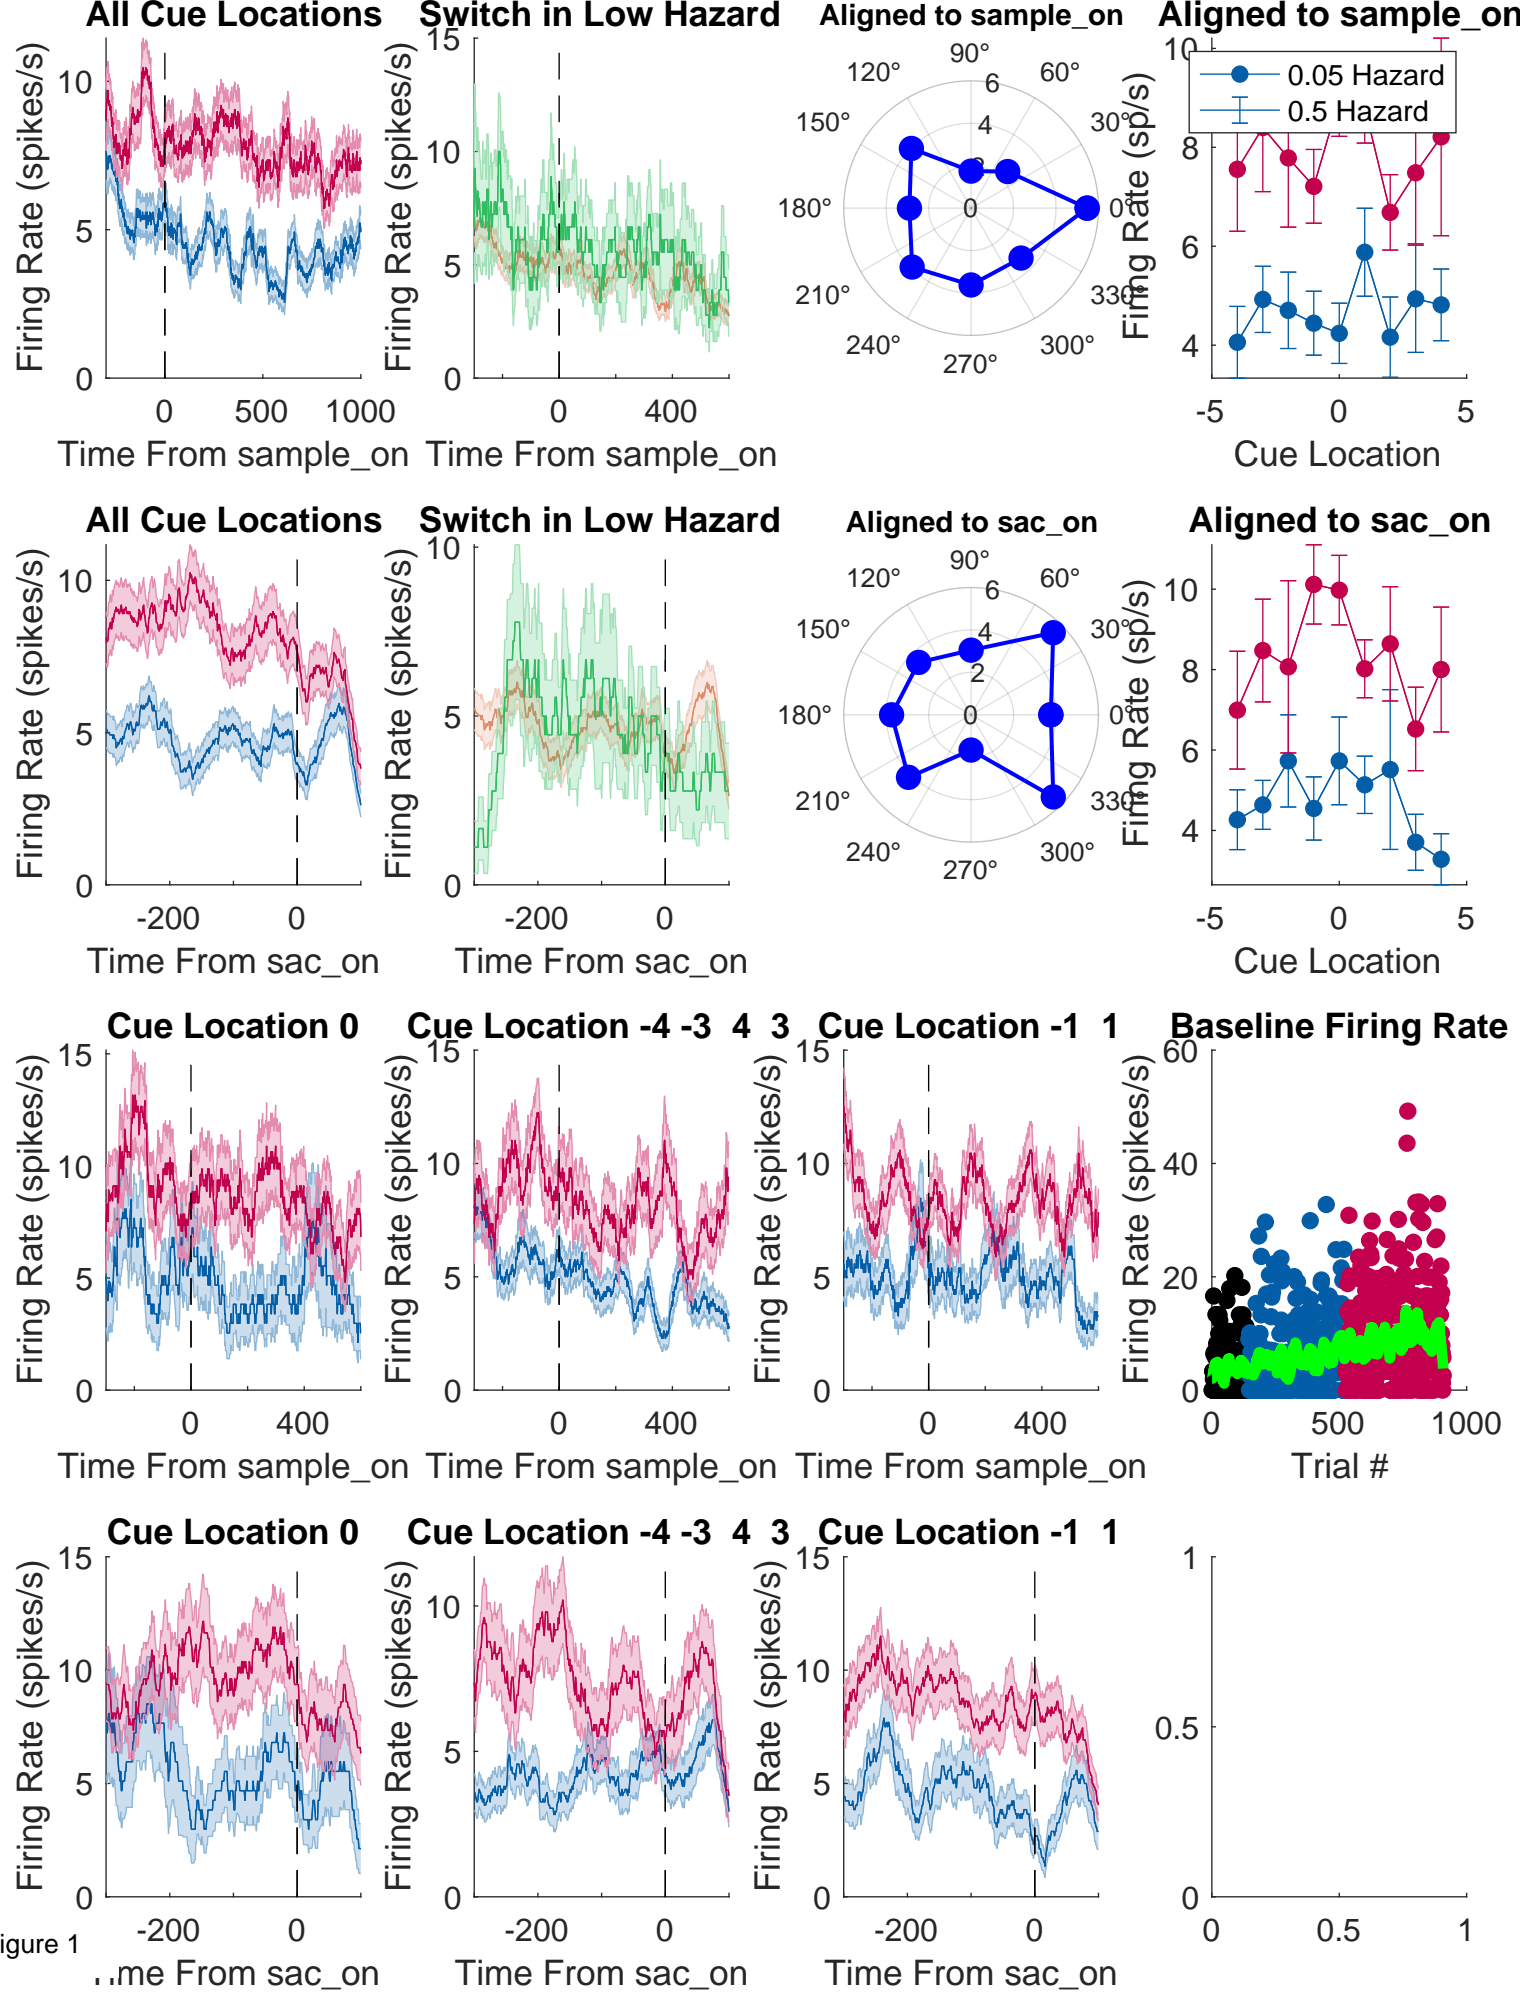 All Cue Locations
Firing Rate (spikes/s)
10
5
0
0 500 1000
Time From sample_on
Switch in Low Hazard
Firing Rate (spikes/s)
15
10
5
0
0 400
Time From sample_on
Aligned to sample_on
90°
120° 60°
150° 30°
180° 0°
210° 330°
240° 300°
270°
6
4
2
0
Aligned to sample_on
Firing Rate (sp/s)
0.05 Hazard
0.5 Hazard
10
8
6
4
-5 0 5
Cue Location
All Cue Locations
Firing Rate (spikes/s)
10
5
0
-200 0
Time From sac_on
Switch in Low Hazard
Firing Rate (spikes/s)
10
5
0
-200 0
Time From sac_on
Aligned to sac_on
90°
120° 60°
150° 30°
180° 0°
210° 330°
240° 300°
270°
6
4
2
0
Aligned to sac_on
Firing Rate (sp/s)
10
8
6
4
-5 0 5
Cue Location
Cue Location 0
Firing Rate (spikes/s)
15
10
5
0
0 400
Time From sample_on
Cue Location -4 -3 4 3
Firing Rate (spikes/s)
15
10
5
0
0 400
Time From sample_on
Cue Location -1 1
Firing Rate (spikes/s)
15
10
5
0
0 400
Time From sample_on
Baseline Firing Rate
Firing Rate (spikes/s)
60
40
20
0
0 500 1000
Trial #
Cue Location 0
Firing Rate (spikes/s)
15
10
5
0
-200 0
Time From sac_on
Cue Location -4 -3 4 3
Firing Rate (spikes/s)
10
5
0
-200 0
Time From sac_on
Cue Location -1 1
Firing Rate (spikes/s)
15
10
5
0
-200 0
Time From sac_on
1
0.5
0
0 0.5 1
igure 1